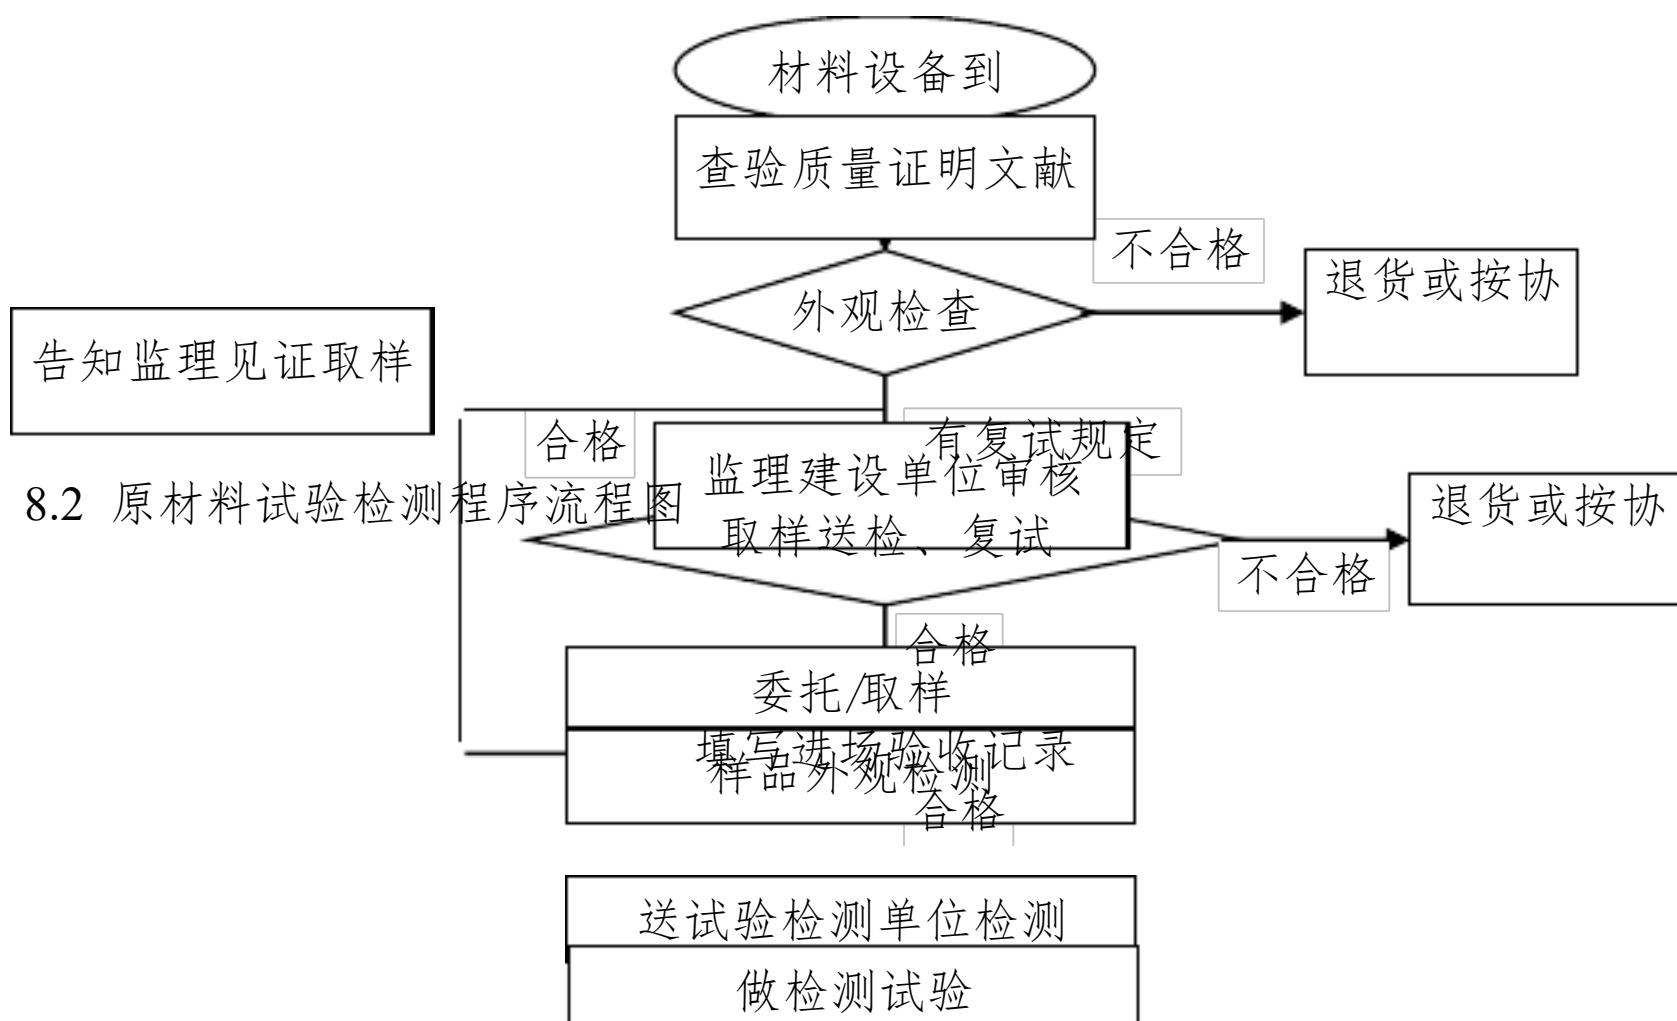 材料设备到
查验质量证明文献
不合格
外观检查
退货或按协
告知监理见证取样
合格
有复试规定
监理建设单位审核
8.2 原材料试验检测程序流程图
取样送检、复试
退货或按协
不合格
合格
委托/取样
填写进场验收记录
样品外观检测
合格
送试验检测单位检测
做检测试验